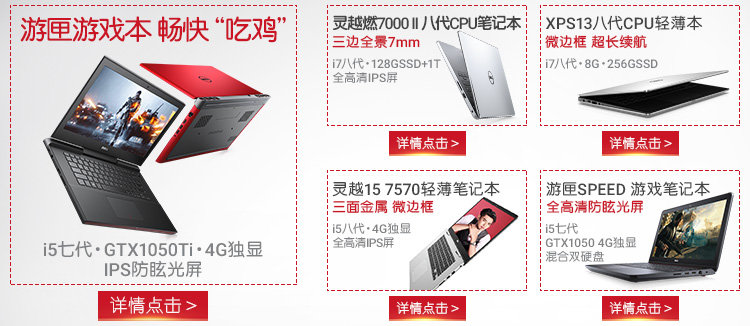 游匣游戏本 畅快“吃鸡”
i5七代·GTX1050Ti·4G独显
IPS防眩光屏
详情点击 >
灵越燃7000 II 八代CPU笔记本
三边全景7mm
i7八代·128GSSD+1T
全高清IPS屏
详情点击 >
XPS13八代CPU轻薄本
微边框 超长续航
i7八代·8G·256GSSD
详情点击 >
灵越15 7570轻薄笔记本
三面金属 微边框
i5八代·4G独显
全高清IPS屏
详情点击 >
游匣SPEED 游戏笔记本
全高清防眩光屏
i5七代
GTX1050 4G独显
混合双硬盘
详情点击 >